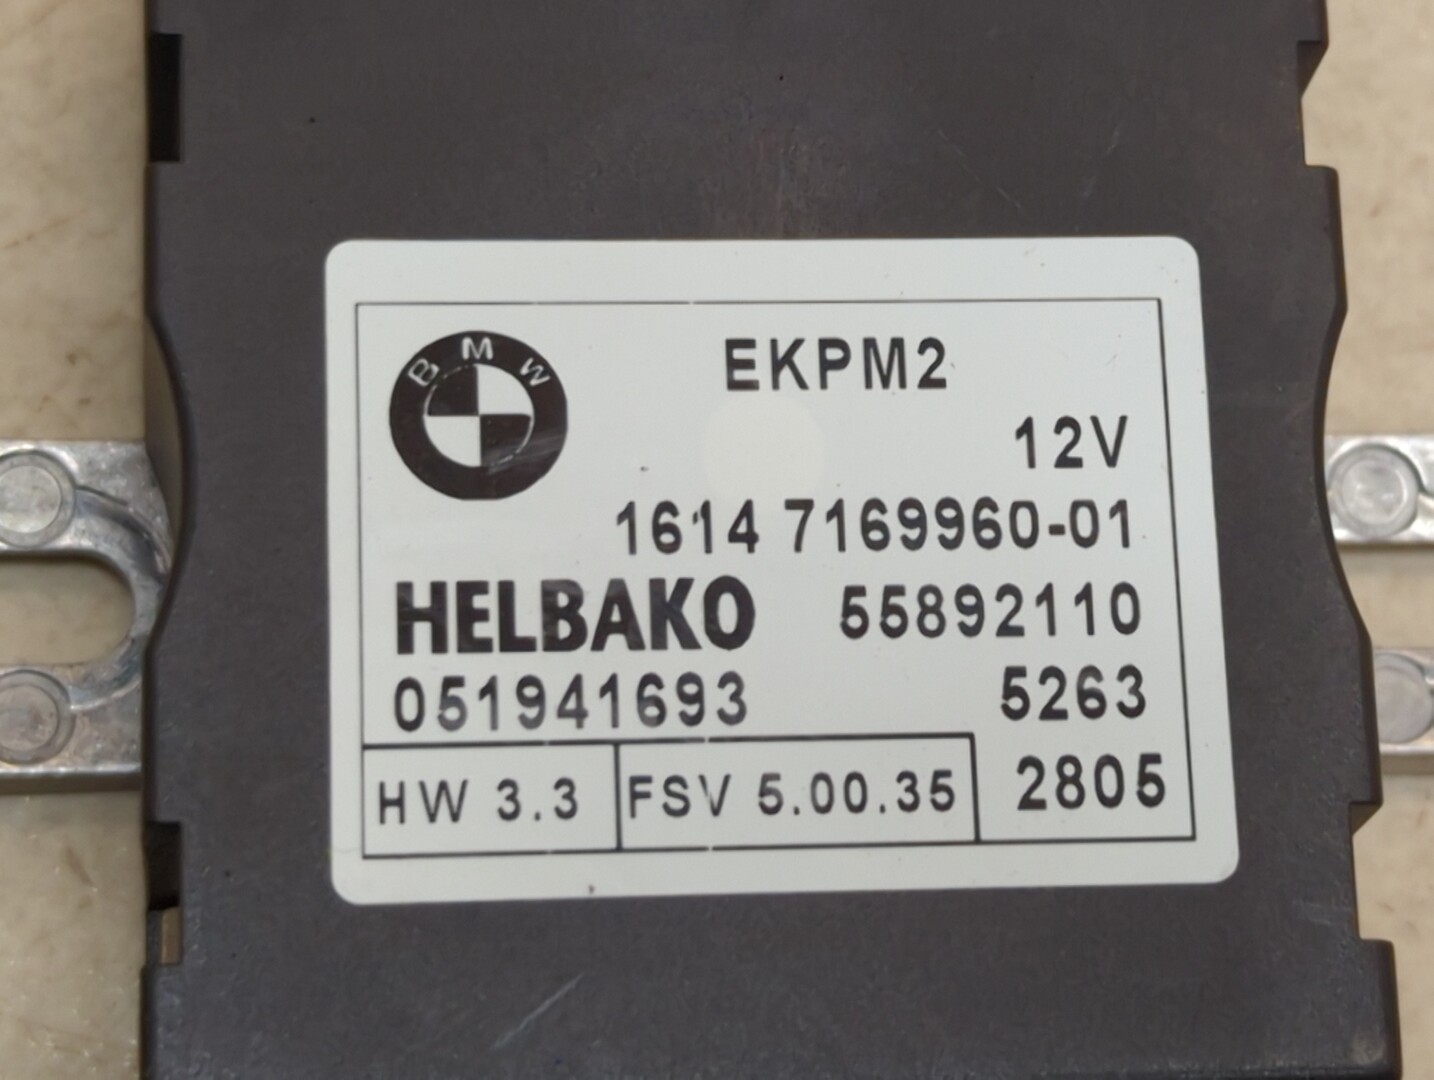 BMW
EKPM2
12V
1614 7169960-01
HELBAKO 55892110
051941693 5263
HW 3.3 FSV 5.00.35 2805